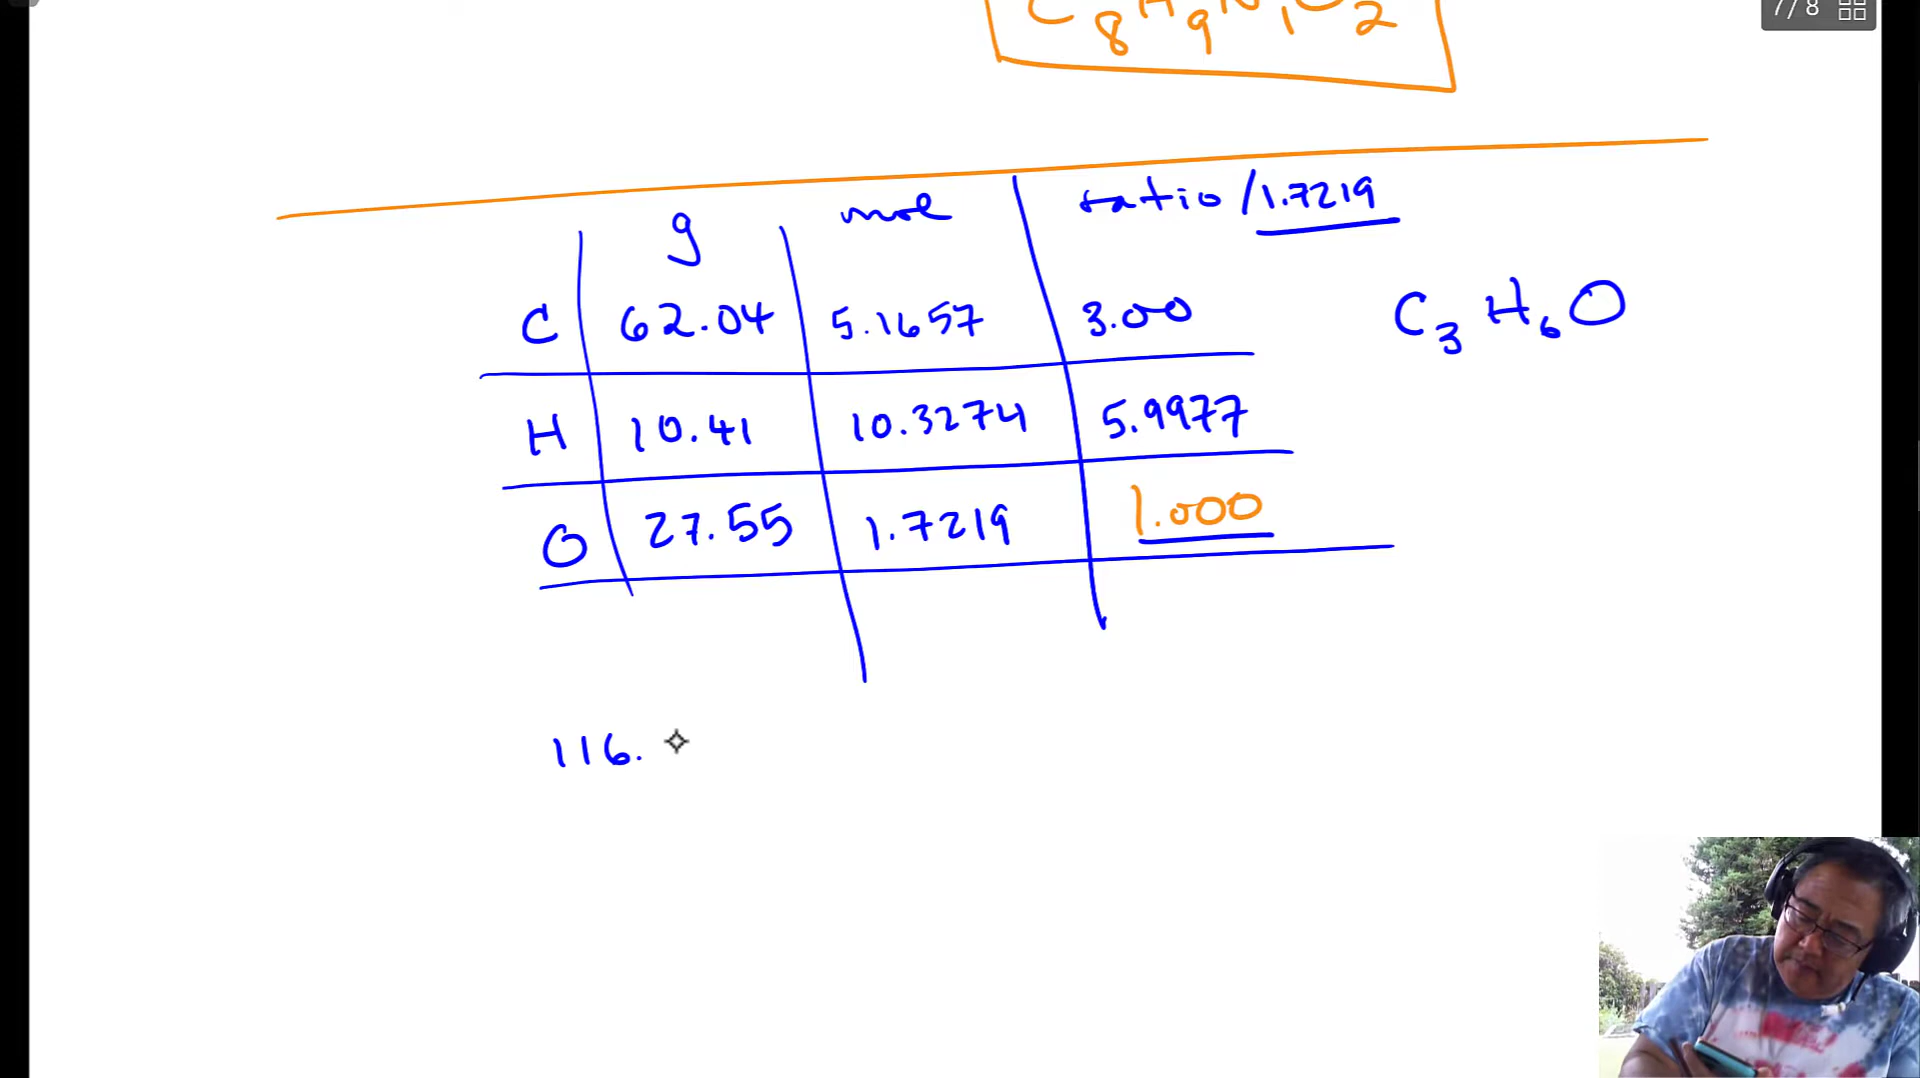 C8H9N1O2
7/8
g mol ratio /1.7219
C 62.04 5.1657 3.00 C3H6O
H 10.41 10.3274 5.9977
O 27.55 1.7219 1.000
116.